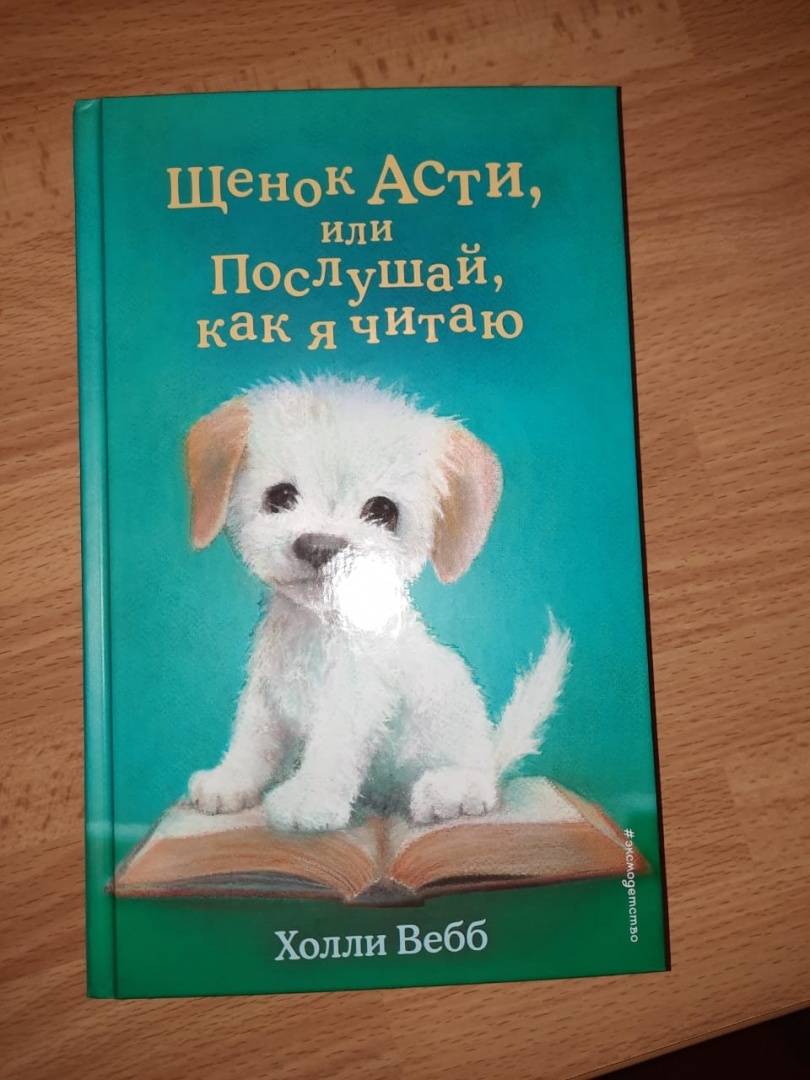 Щенок Асти,
или
Послушай,
как я читаю
Холли Вебб
#эксмодетство